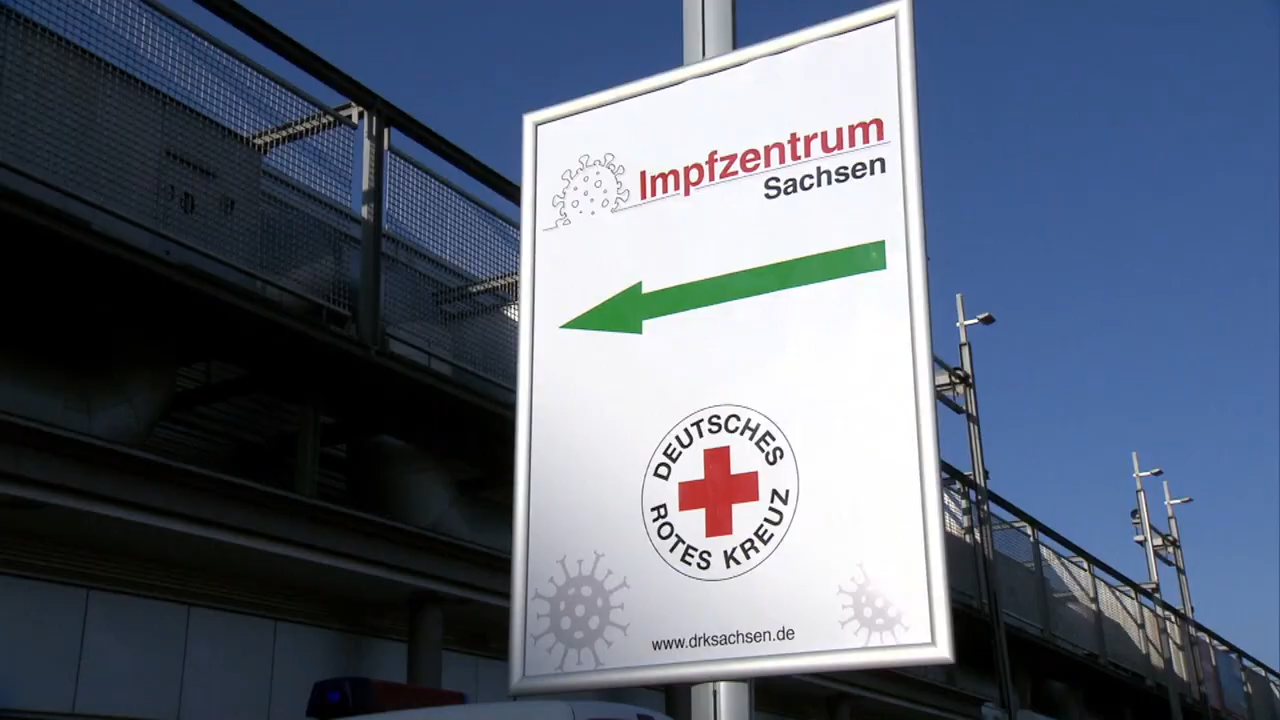 Impfzentrum
Sachsen
DEUTSCHES
ROTES KREUZ
www.drksachsen.de